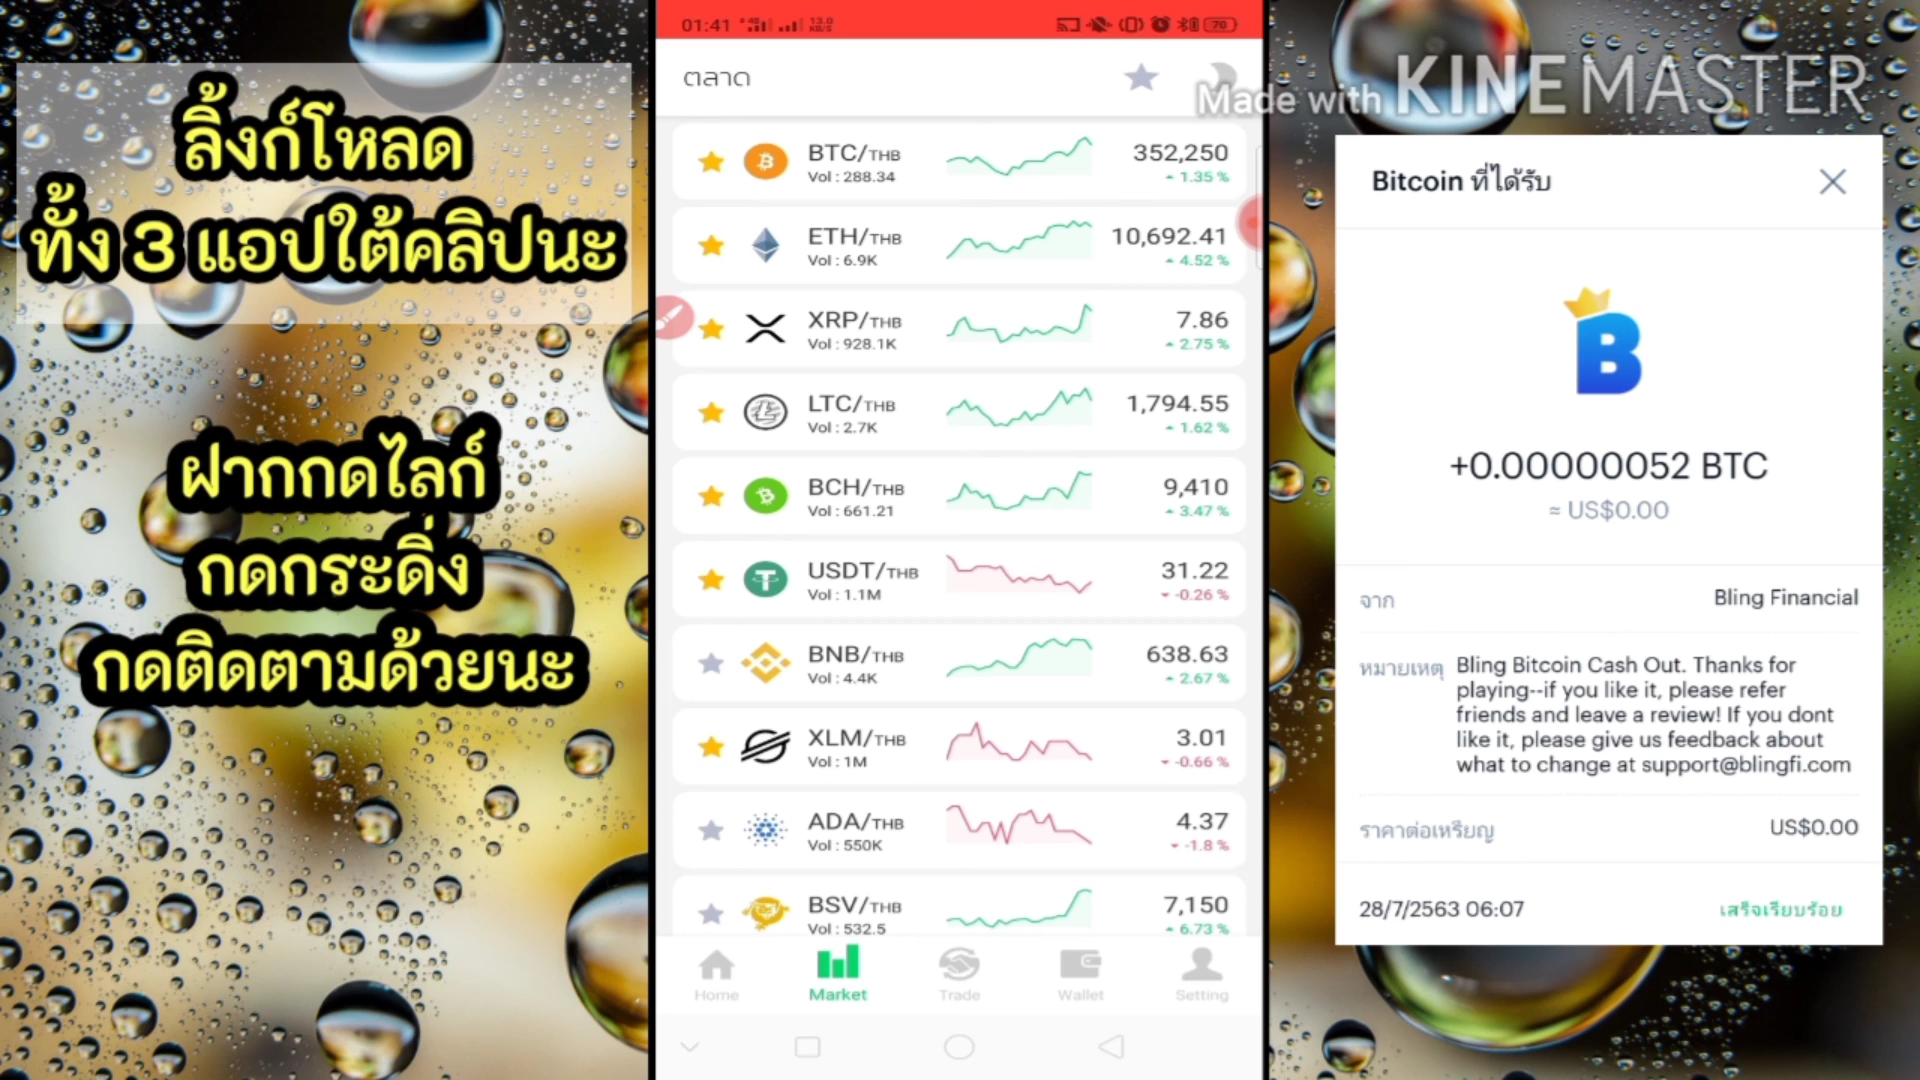 ลิ้งก์โหลด
ทั้ง 3 แอปใต้คลิปนะ
ฝากกดไลก์
กดกระดิ่ง
กดติดตามด้วยนะ
01:41 4G 13.0 KB/S 70
ตลาด
BTC/THB 352,250
Vol : 288.34 1.35 %
ETH/THB 10,692.41
Vol : 6.9K 4.52 %
XRP/THB 7.86
Vol : 928.1K 2.75 %
LTC/THB 1,794.55
Vol : 2.7K 1.62 %
BCH/THB 9,410
Vol : 661.21 3.47 %
USDT/THB 31.22
Vol : 1.1M -0.26 %
BNB/THB 638.63
Vol : 4.4K 2.67 %
XLM/THB 3.01
Vol : 1M -0.66 %
ADA/THB 4.37
Vol : 550K -1.8 %
BSV/THB 7,150
Vol : 532.5 6.73 %
Home Market Trade Wallet Setting
Made with KINEMASTER
Bitcoin ที่ได้รับ
B
+0.00000052 BTC
≈ US$0.00
จาก Bling Financial
หมายเหตุ Bling Bitcoin Cash Out. Thanks for
playing--if you like it, please refer
friends and leave a review! If you dont
like it, please give us feedback about
what to change at support@blingfi.com
ราคาต่อเหรียญ US$0.00
28/7/2563 06:07 เสร็จเรียบร้อย